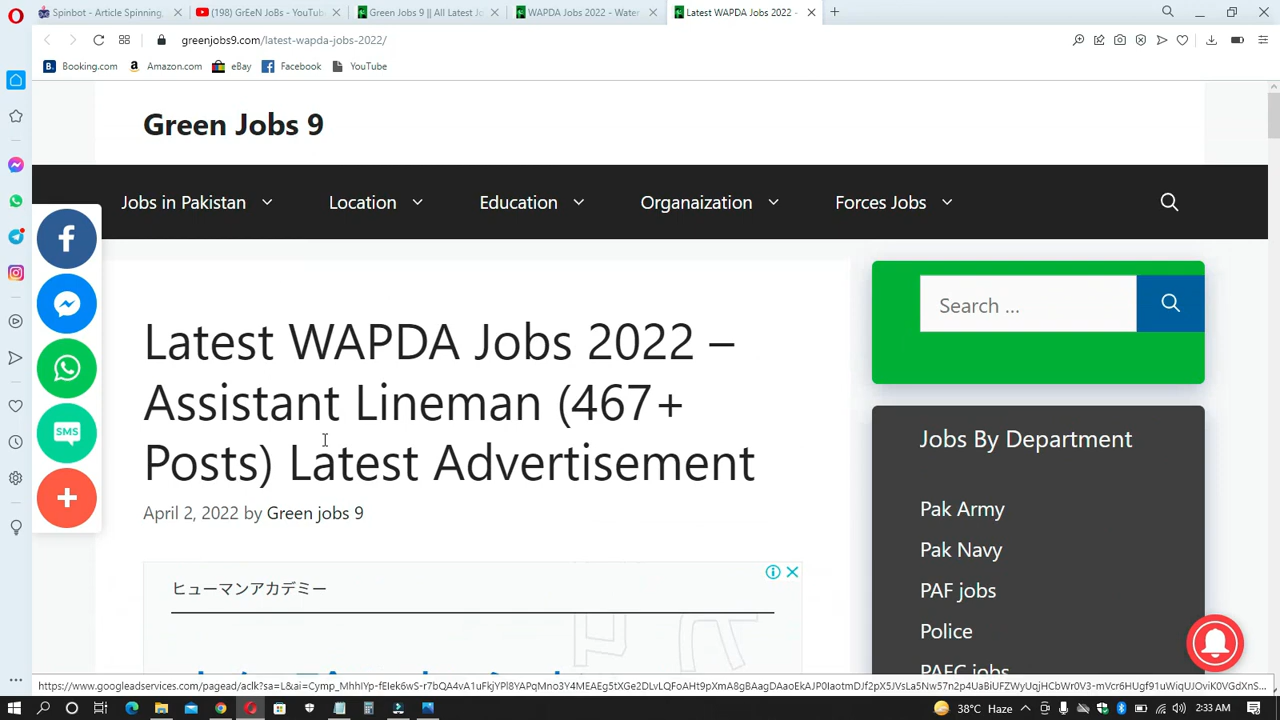 Spinbot - Article Spinning,
(198) GrEeN Jo8s - YouTub
Green Jobs 9 || All Latest Jo
WAPDA Jobs 2022 - Water
Latest WAPDA Jobs 2022 -
greenjobs9.com/latest-wapda-jobs-2022/
Booking.com
Amazon.com
eBay
Facebook
YouTube
Green Jobs 9
Jobs in Pakistan
Location
Education
Organaization
Forces Jobs
Search ...
Latest WAPDA Jobs 2022 –
Assistant Lineman (467+
Posts) Latest Advertisement
April 2, 2022 by Green jobs 9
SMS
Jobs By Department
Pak Army
Pak Navy
PAF jobs
Police
PAEC jobs
ヒューマンアカデミー
38°C Haze
2:33 AM